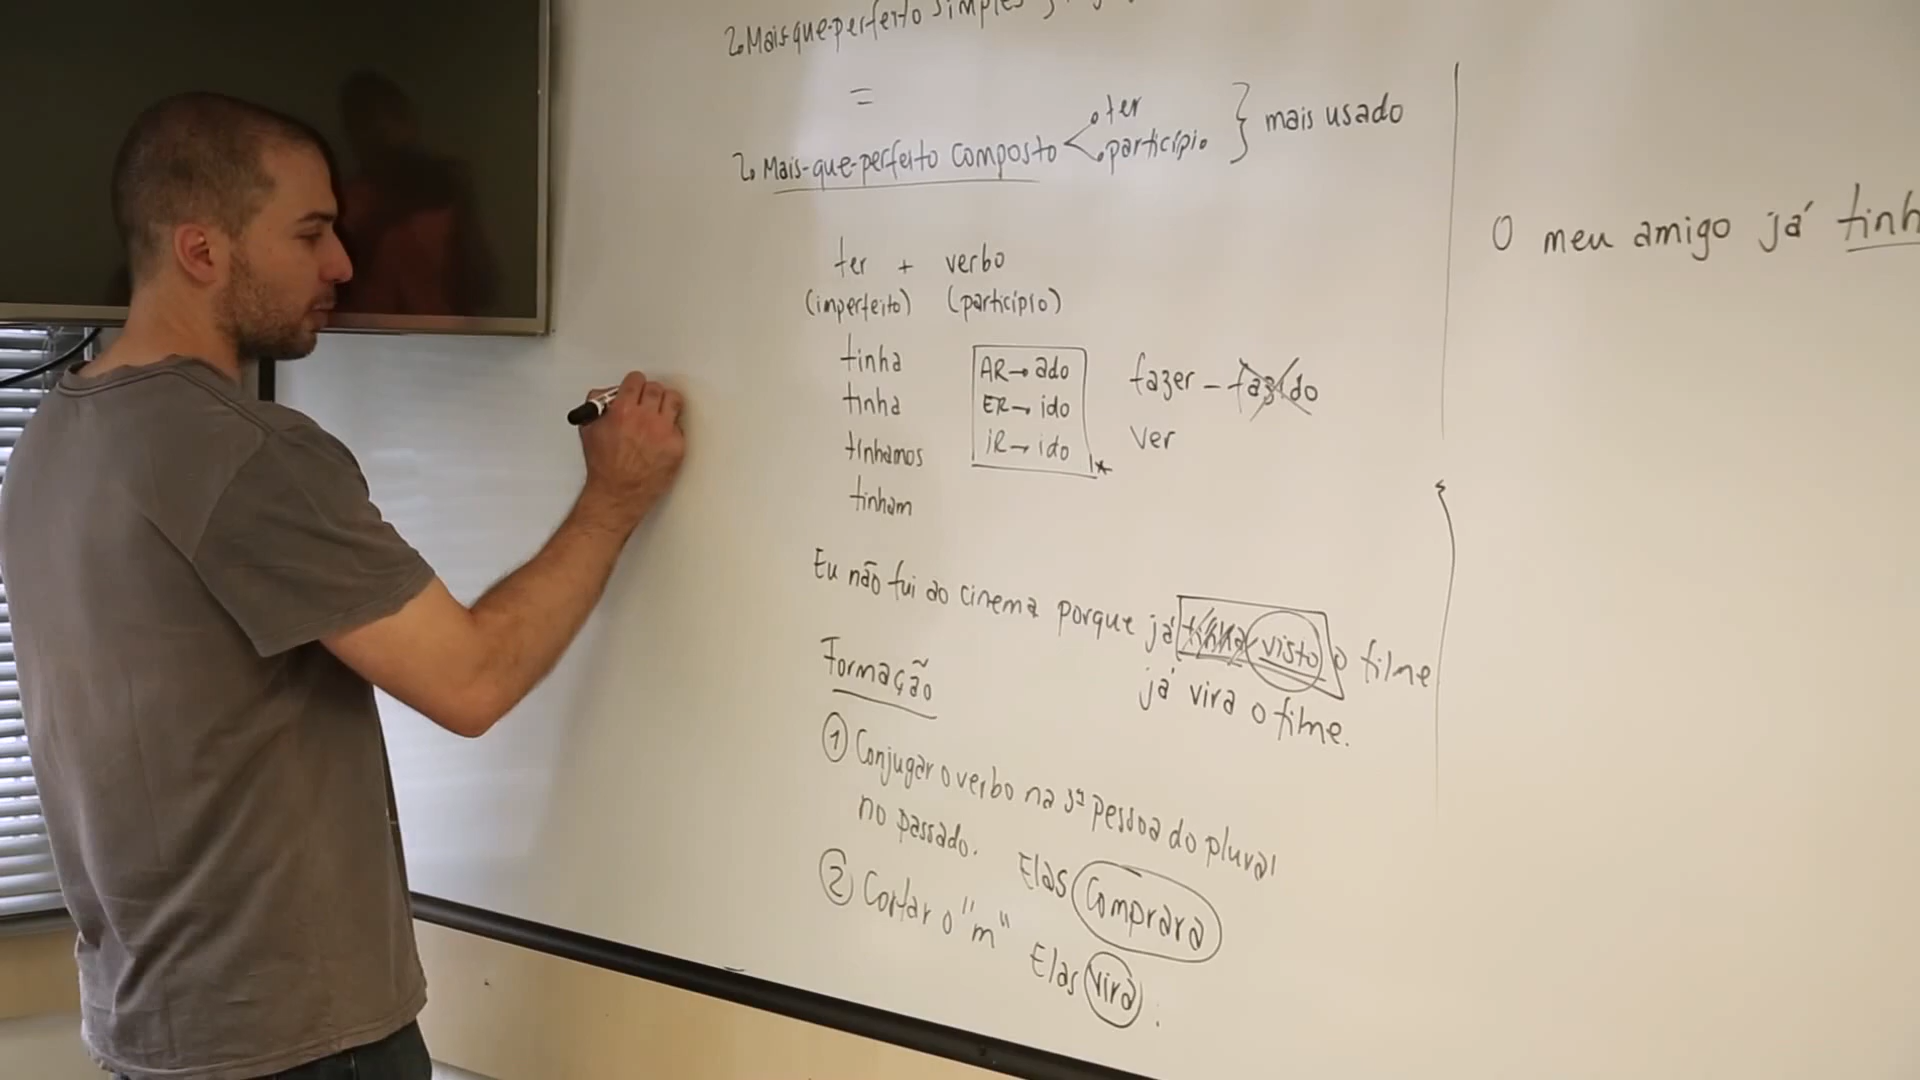 2. Mais-que-perfeito simples
=
2. Mais-que-perfeito composto
• ter
• particípio
} mais usado
ter + verbo
(imperfeito) (particípio)
tinha
tinha
tínhamos
tinham
AR → ado
ER → ido
iR → ido
*
fazer - fazido
ver
Eu não fui ao cinema porque já tinha visto o filme
já vira o filme.
Formação
① Conjugar o verbo na 3ª pessoa do plural
no passado. Elas comprara
② Cortar o "m" Elas vira.
O meu amigo já tinh